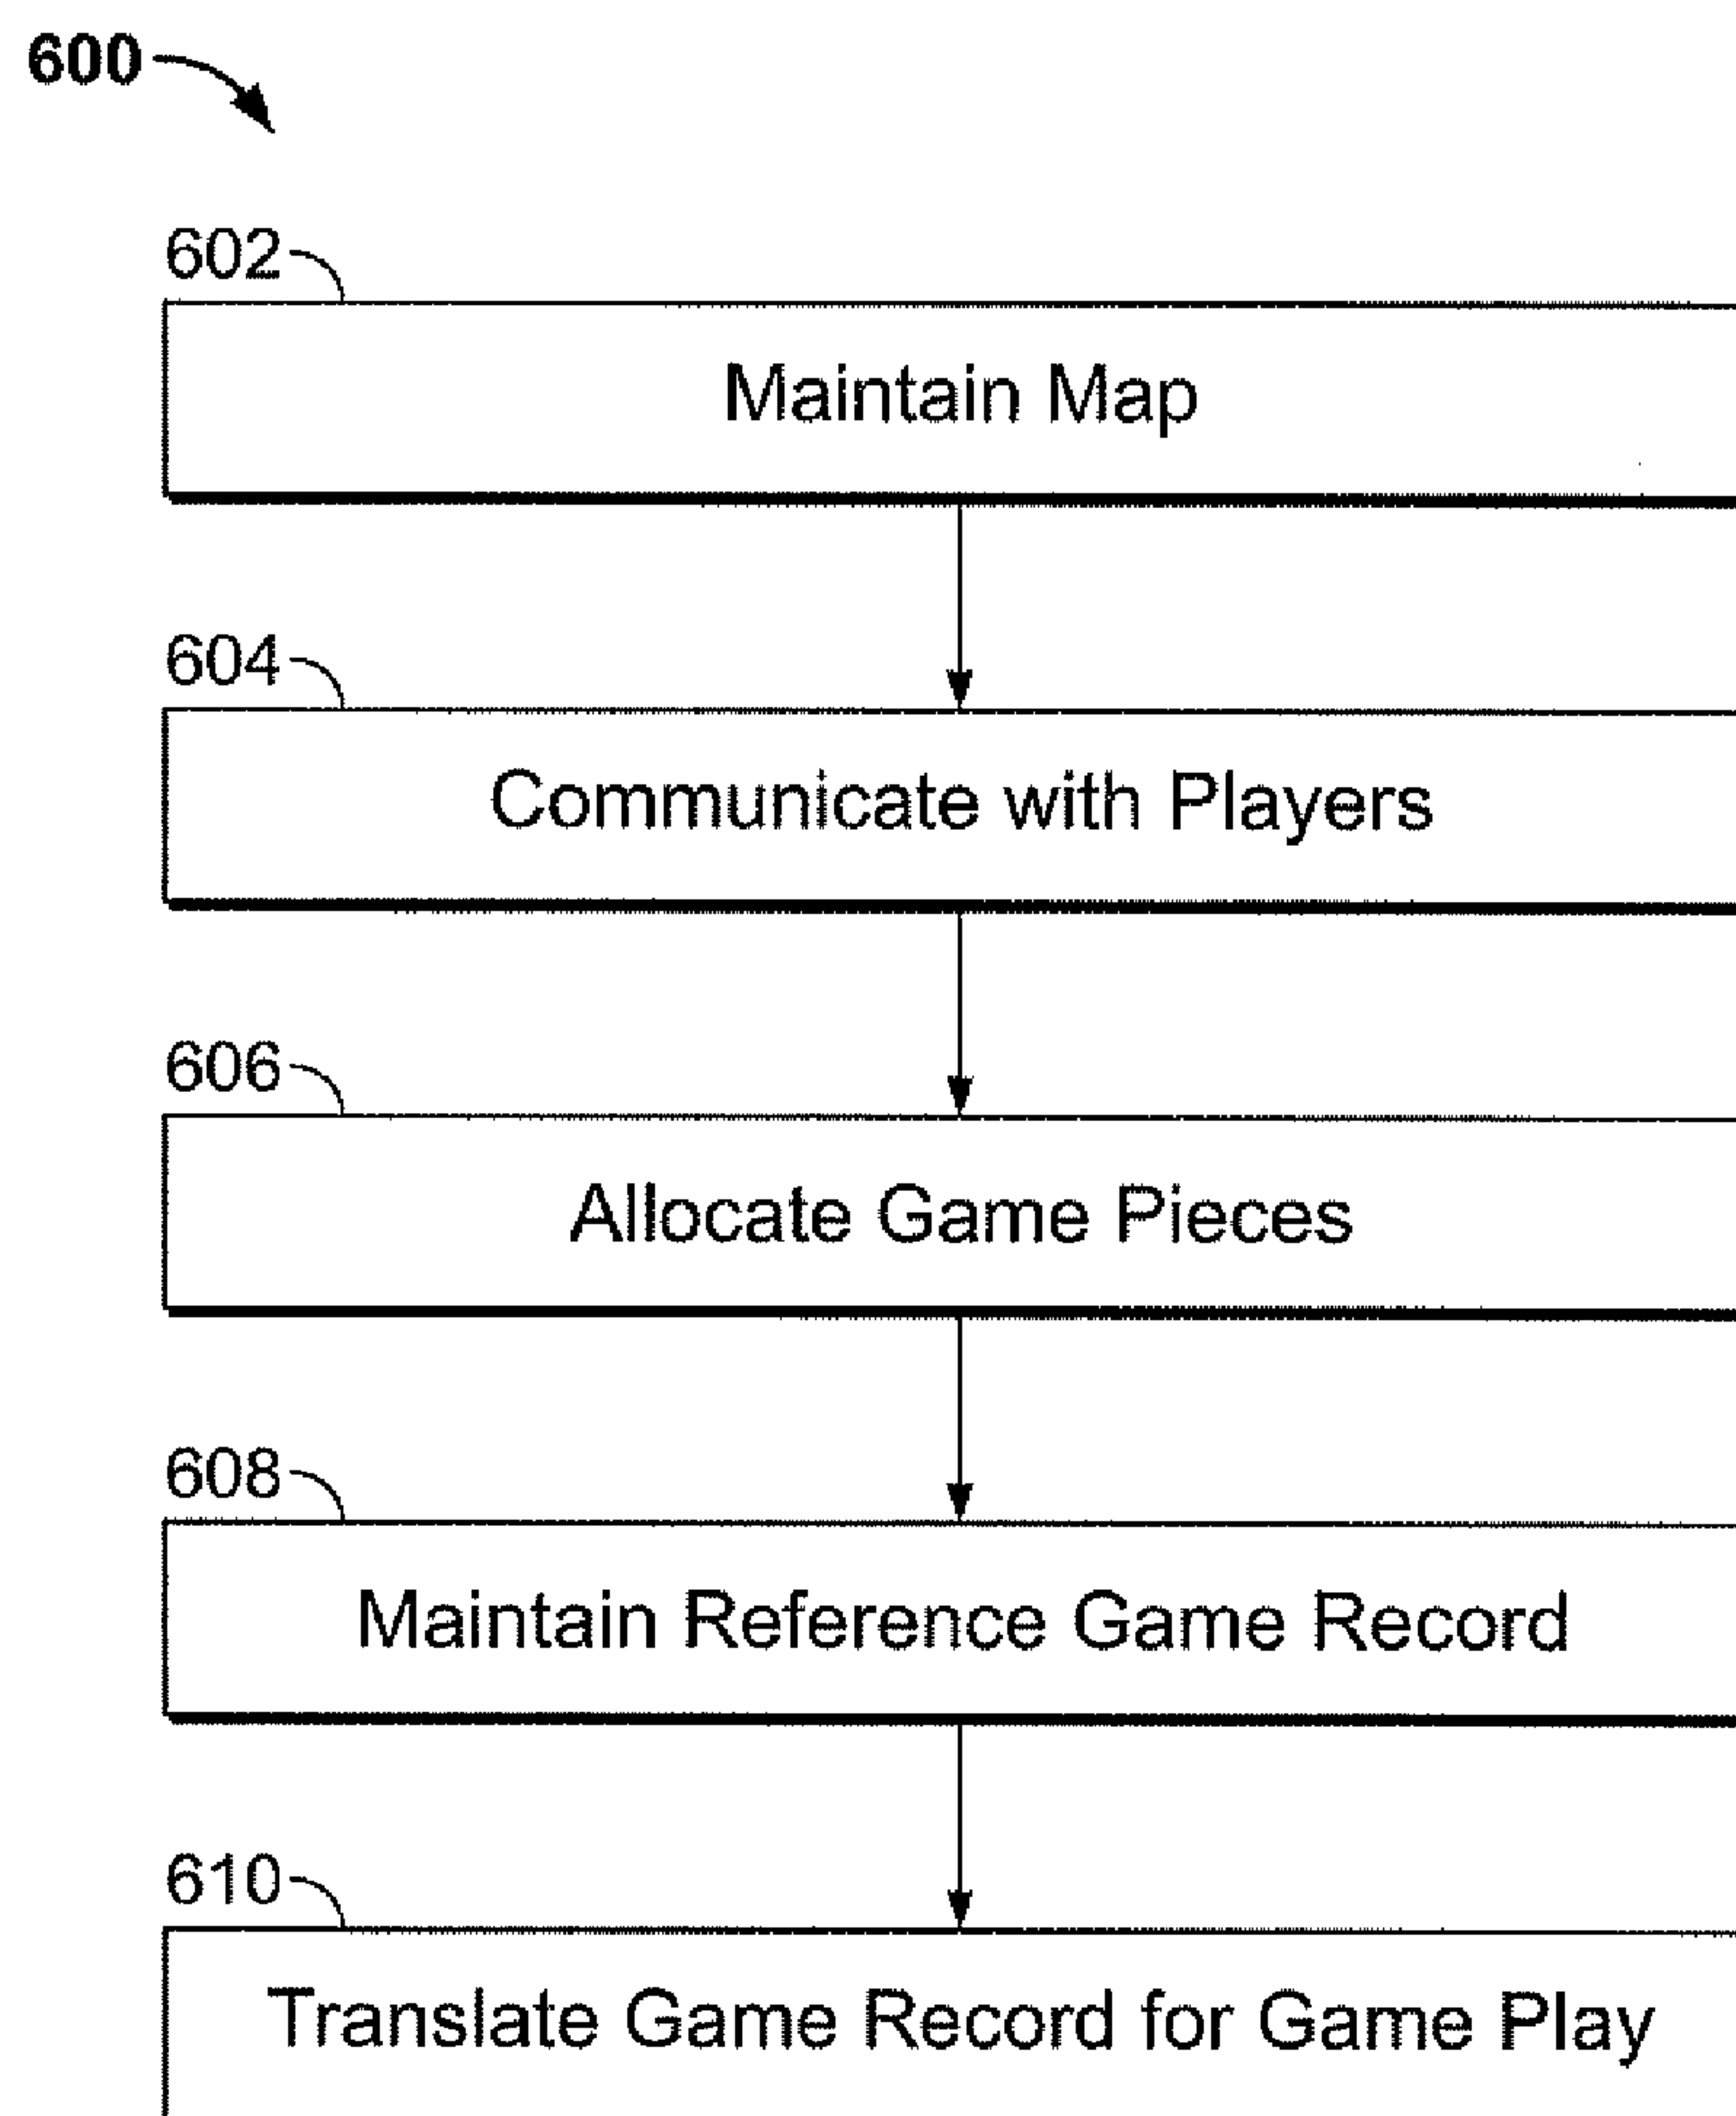 600
602
Maintain Map
604
Communicate with Players
606
Allocate Game Pieces
608
Maintain Reference Game Record
610
Translate Game Record for Game Play